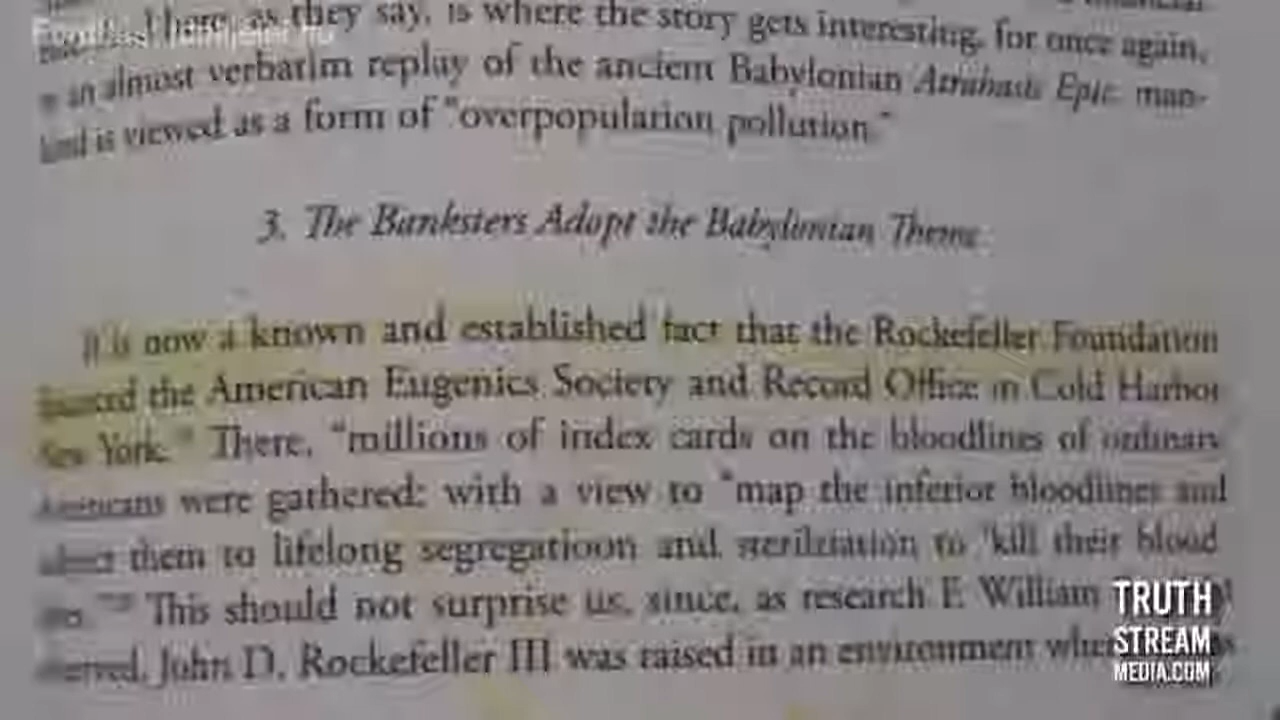 they say, is where the story gets interesting, for once again,
an almost verbatim replay of the ancient Babylonian Atrahasis Epic, man-
kind is viewed as a form of "overpopulation pollution."
3. The Banksters Adopt the Babylonian Theme
It is now a known and established fact that the Rockefeller Foundation
the American Eugenics Society and Record Office in Cold Harbor
New York." There, "millions of index cards on the bloodlines of ordinary
Americans were gathered; with a view to "map the inferior bloodlines and
subject them to lifelong segregatioon and sterilziation to "kill their blood
This should not surprise us, since, as research F. William
John D. Rockefeller III was raised in an environment
TRUTH
STREAM
MEDIA.COM